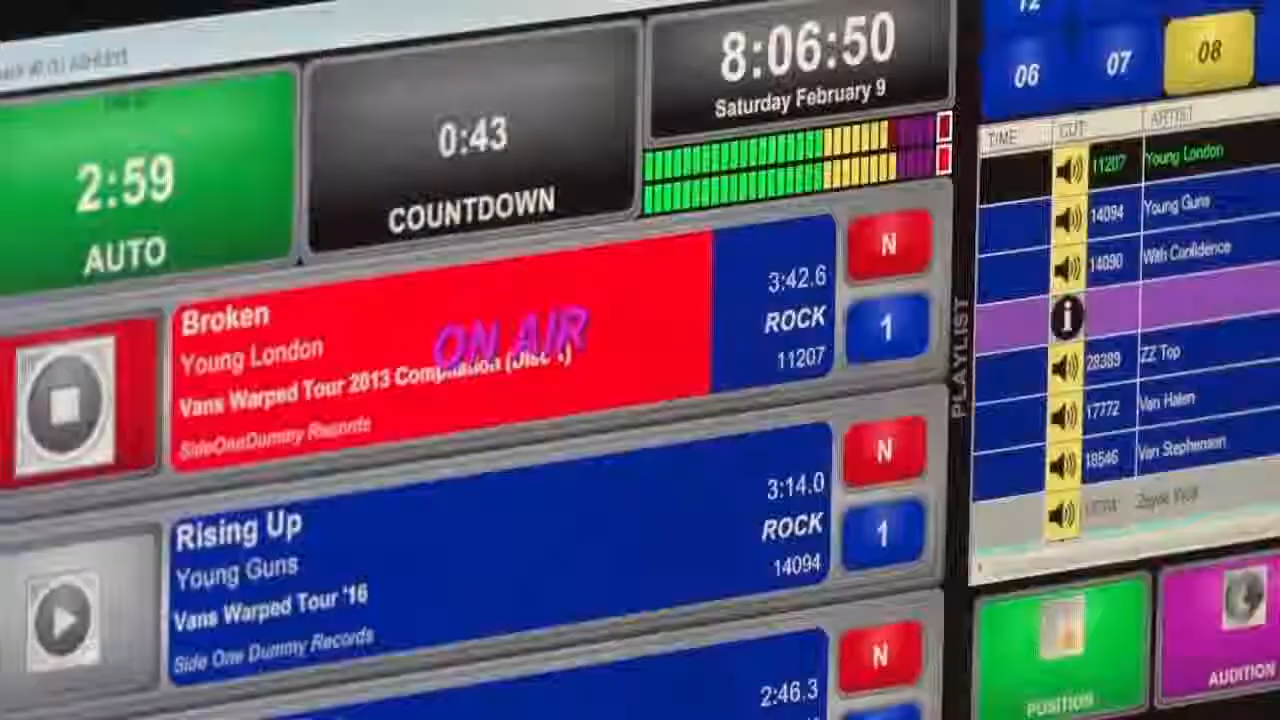 2:59
AUTO
0:43
COUNTDOWN
8:06:50
Saturday February 9
12
06
07
08
Broken
Young London
Vans Warped Tour 2013 Compilation (Disc 1)
SideOneDummy Records
ON AIR
3:42.6
ROCK
11207
N
1
Rising Up
Young Guns
Vans Warped Tour '16
Side One Dummy Records
3:14.0
ROCK
14094
N
1
2:46.3
N
PLAYLIST
TIME CUT ARTIST
11207 Young London
14094 Young Guns
14090 With Confidence
i
28389 ZZ Top
17772 Van Halen
18546 Van Stephenson
POSITION
AUDITION